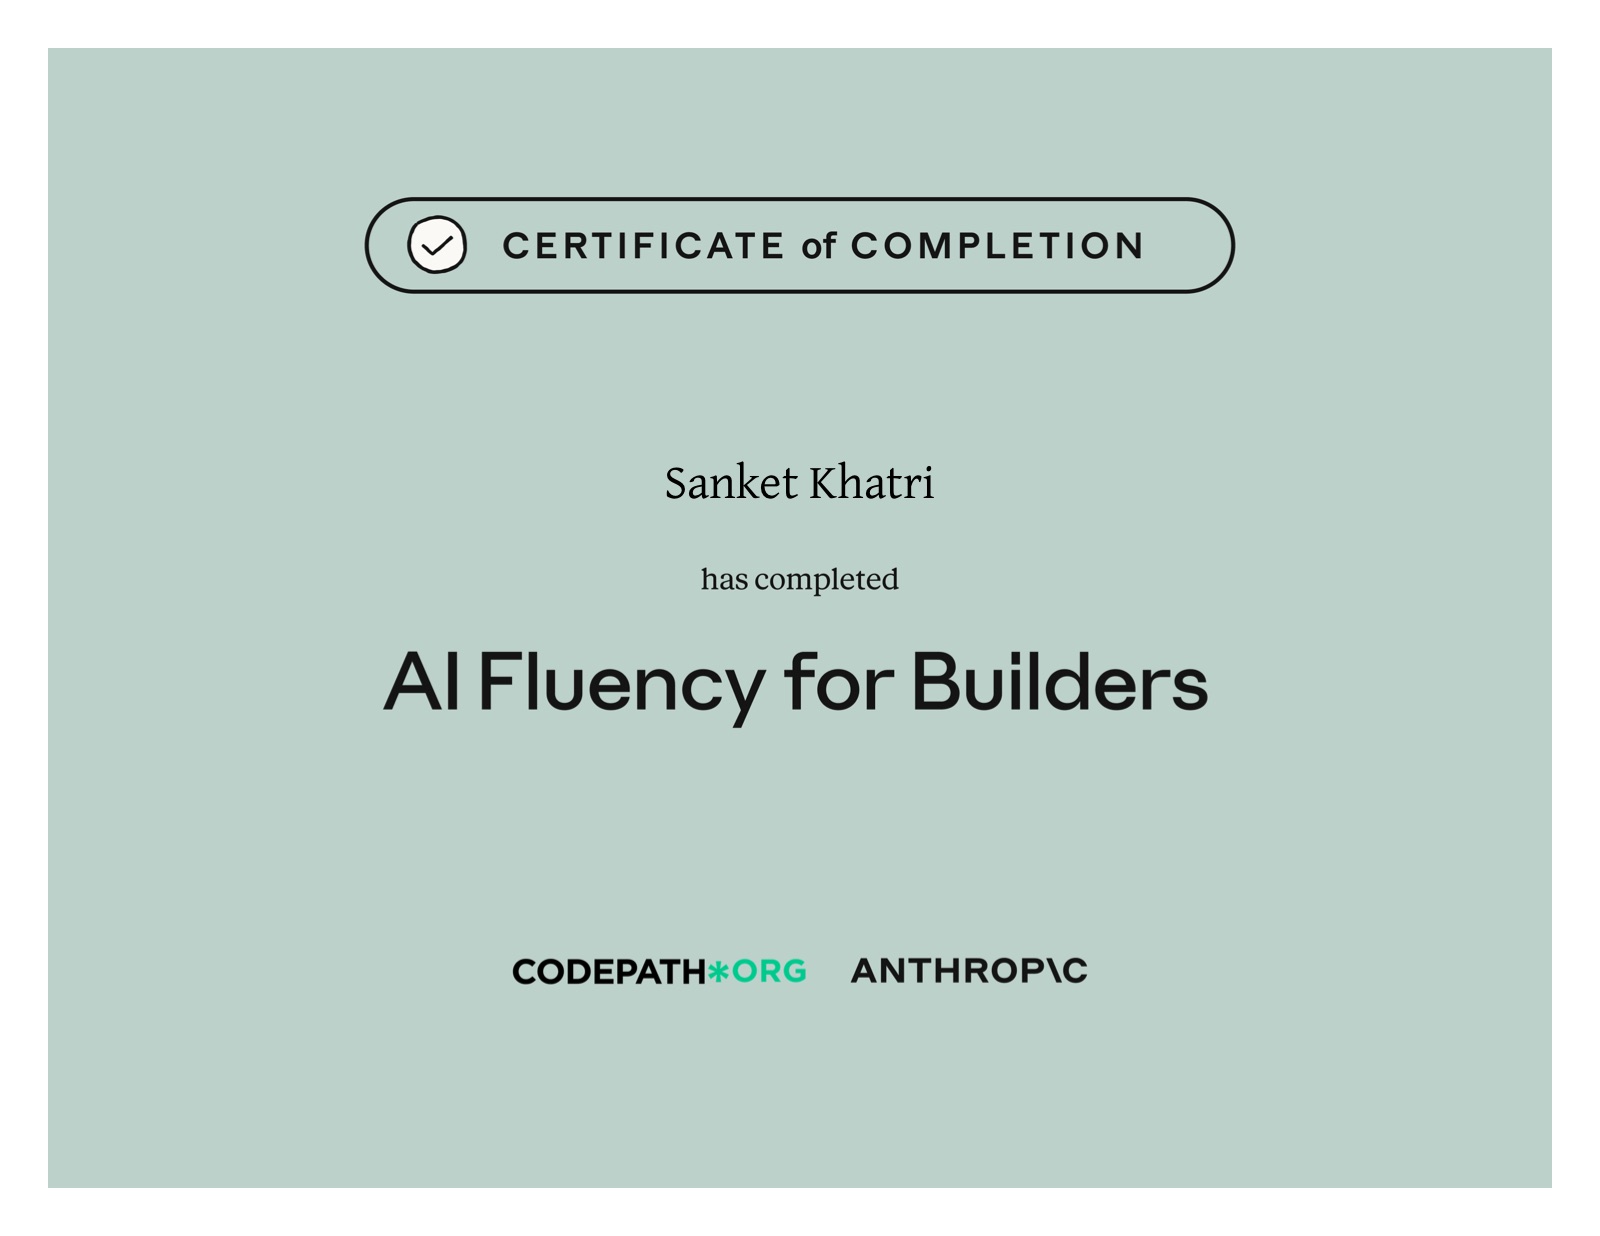 CERTIFICATE of COMPLETION
Sanket Khatri
has completed
AI Fluency for Builders
CODEPATH*ORG ANTHROP\C